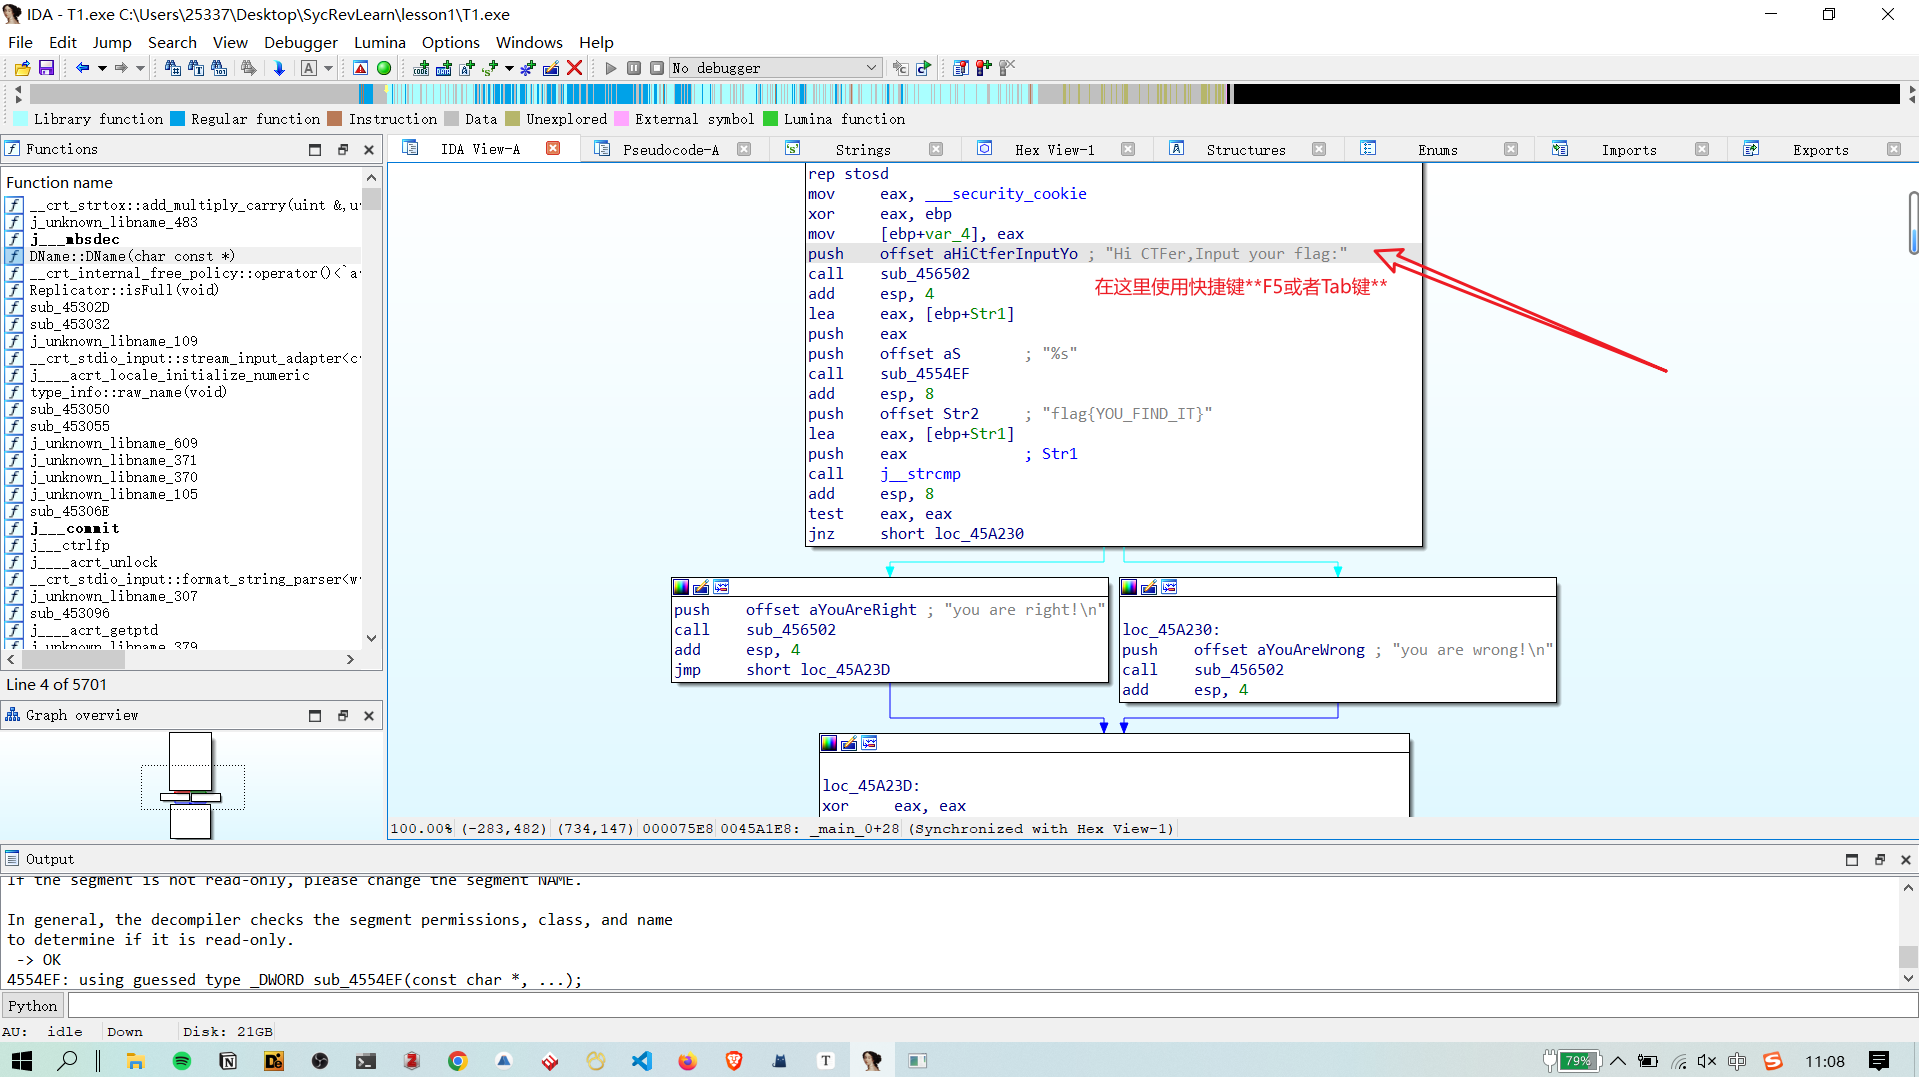 IDA - T1.exe C:\Users\25337\Desktop\SycRevLearn\lesson1\T1.exe
File Edit Jump Search View Debugger Lumina Options Windows Help
No debugger
Library function Regular function Instruction Data Unexplored External symbol Lumina function
Functions
IDA View-A Pseudocode-A Strings Hex View-1 Structures Enums Imports Exports
Function name
__crt_strtox::add_multiply_carry(uint &,u
j_unknown_libname_483
j___mbsdec
DName::DName(char const *)
__crt_internal_free_policy::operator()<`a
Replicator::isFull(void)
sub_45302D
sub_453032
j_unknown_libname_109
__crt_stdio_input::stream_input_adapter<c
j____acrt_locale_initialize_numeric
type_info::raw_name(void)
sub_453050
sub_453055
j_unknown_libname_609
j_unknown_libname_371
j_unknown_libname_370
j_unknown_libname_105
sub_45306E
j___commit
j___ctrlfp
j____acrt_unlock
__crt_stdio_input::format_string_parser<w
j_unknown_libname_307
sub_453096
j____acrt_getptd
j_unknown_libname_379
Line 4 of 5701
Graph overview
rep stosd
mov eax, ___security_cookie
xor eax, ebp
mov [ebp+var_4], eax
push offset aHiCtferInputYo ; "Hi CTFer,Input your flag:"
call sub_456502
在这里使用快捷键**F5或者Tab键**
add esp, 4
lea eax, [ebp+Str1]
push eax
push offset aS ; "%s"
call sub_4554EF
add esp, 8
push offset Str2 ; "flag{YOU_FIND_IT}"
lea eax, [ebp+Str1]
push eax ; Str1
call j__strcmp
add esp, 8
test eax, eax
jnz short loc_45A230
push offset aYouAreRight ; "you are right!\n"
call sub_456502
add esp, 4
jmp short loc_45A23D
loc_45A230:
push offset aYouAreWrong ; "you are wrong!\n"
call sub_456502
add esp, 4
loc_45A23D:
xor eax, eax
100.00% (-283,482) (734,147) 000075E8 0045A1E8: _main_0+28 (Synchronized with Hex View-1)
Output
If the segment is not read-only, please change the segment NAME.
In general, the decompiler checks the segment permissions, class, and name
to determine if it is read-only.
-> OK
4554EF: using guessed type _DWORD sub_4554EF(const char *, ...);
Python
AU: idle Down Disk: 21GB
79% 中 11:08